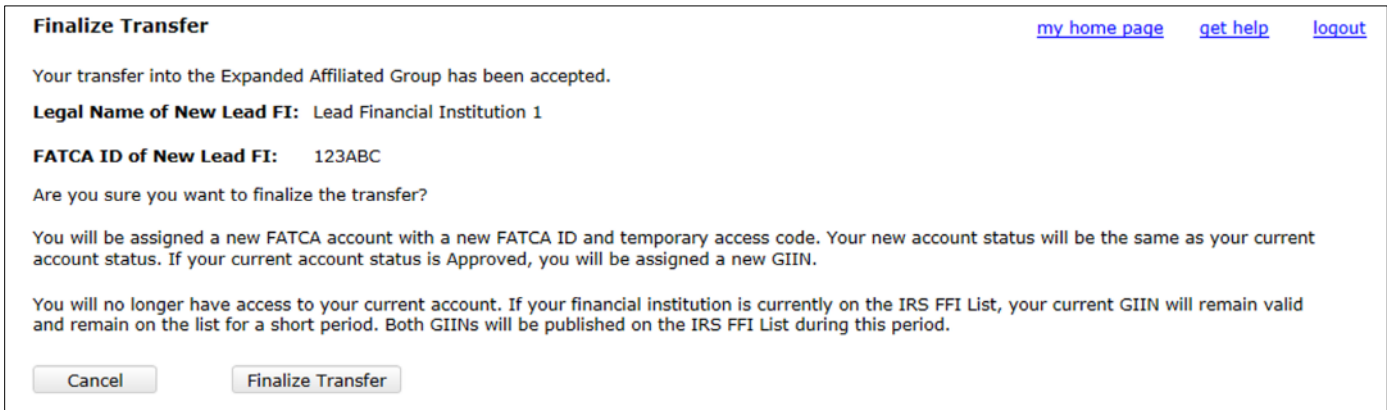 Finalize Transfer
my home page get help logout
Your transfer into the Expanded Affiliated Group has been accepted.
Legal Name of New Lead FI: Lead Financial Institution 1
FATCA ID of New Lead FI: 123ABC
Are you sure you want to finalize the transfer?
You will be assigned a new FATCA account with a new FATCA ID and temporary access code. Your new account status will be the same as your current
account status. If your current account status is Approved, you will be assigned a new GIIN.
You will no longer have access to your current account. If your financial institution is currently on the IRS FFI List, your current GIIN will remain valid
and remain on the list for a short period. Both GIINs will be published on the IRS FFI List during this period.
Cancel Finalize Transfer